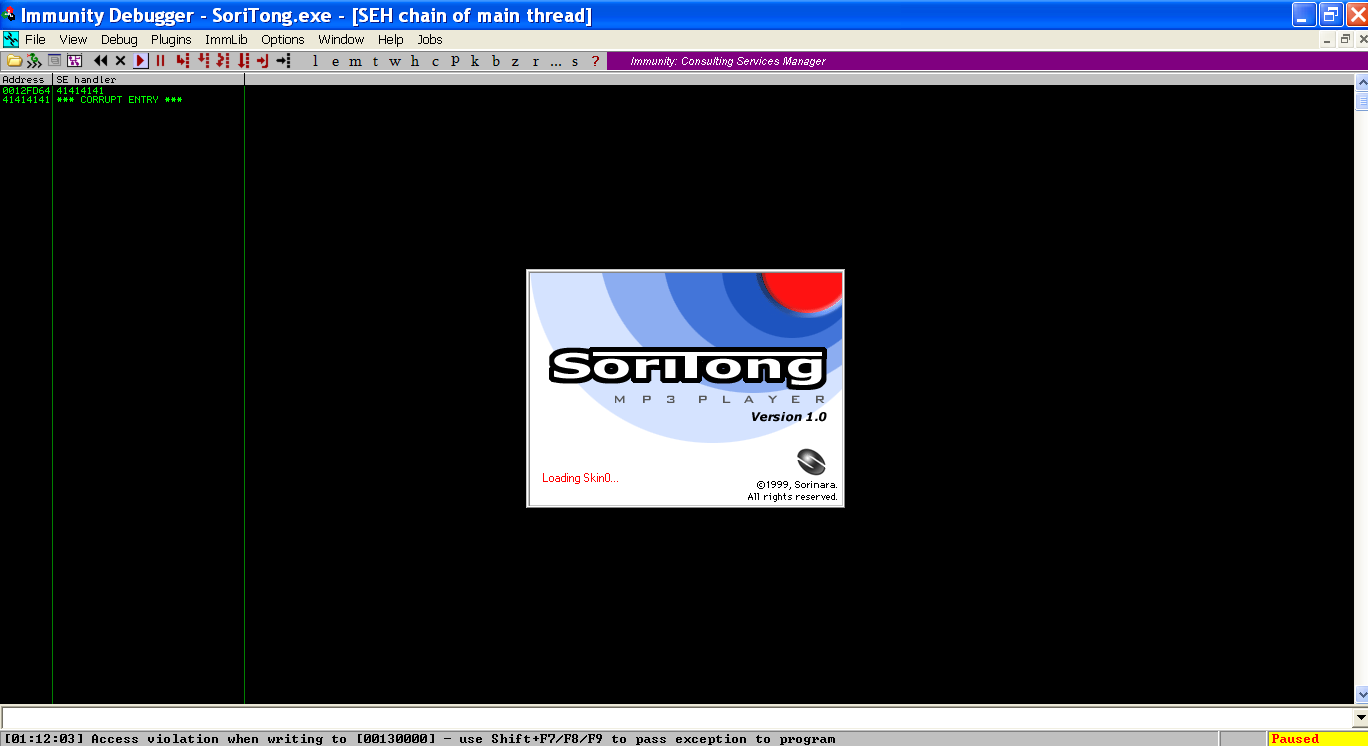 Immunity Debugger - SoriTong.exe - [SEH chain of main thread]
File View Debug Plugins ImmLib Options Window Help Jobs
l e m t w h c P k b z r ... s ? Immunity: Consulting Services Manager
Address SE handler
0012FD64 41414141
41414141 *** CORRUPT ENTRY ***
SoriTong
MP3 PLAYER
Version 1.0
Loading Skin0...
©1999, Sorinara.
All rights reserved.
[01:12:03] Access violation when writing to [00130000] - use Shift+F7/F8/F9 to pass exception to program Paused